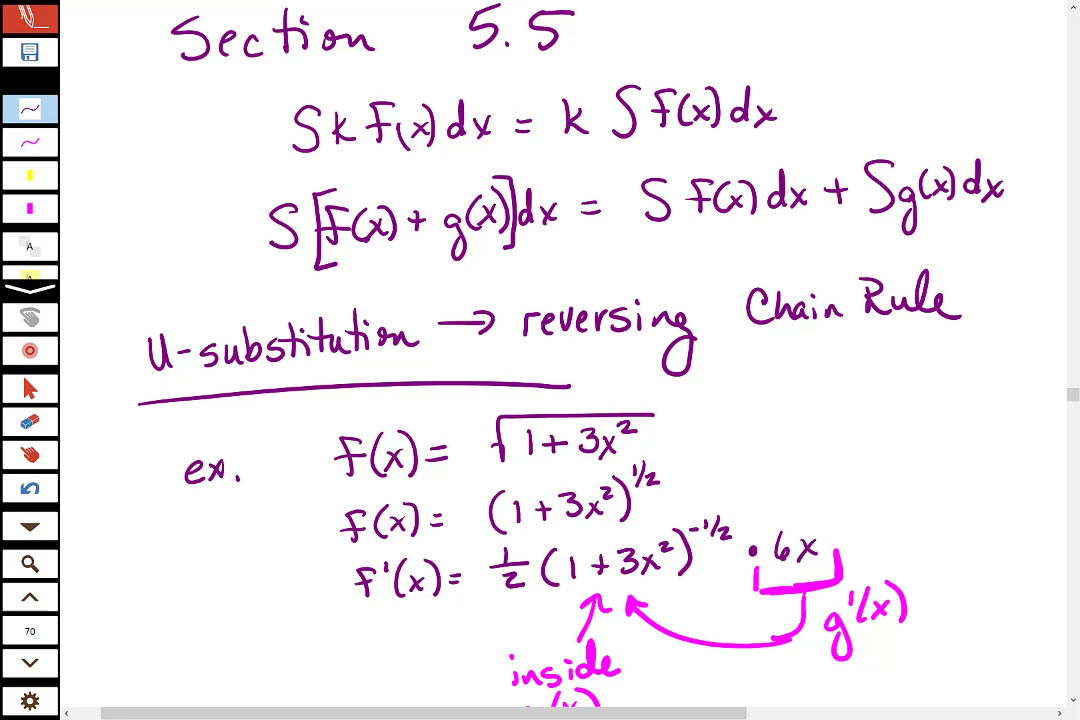 Section 5.5
∫ k f(x) dx = k ∫ f(x) dx
∫ [f(x) + g(x)] dx = ∫ f(x) dx + ∫ g(x) dx
U-substitution → reversing Chain Rule
ex. f(x) = √(1 + 3x²)
f(x) = (1 + 3x²)^1/2
f'(x) = 1/2 (1 + 3x²)^-1/2 · 6x
g'(x)
inside
A
70